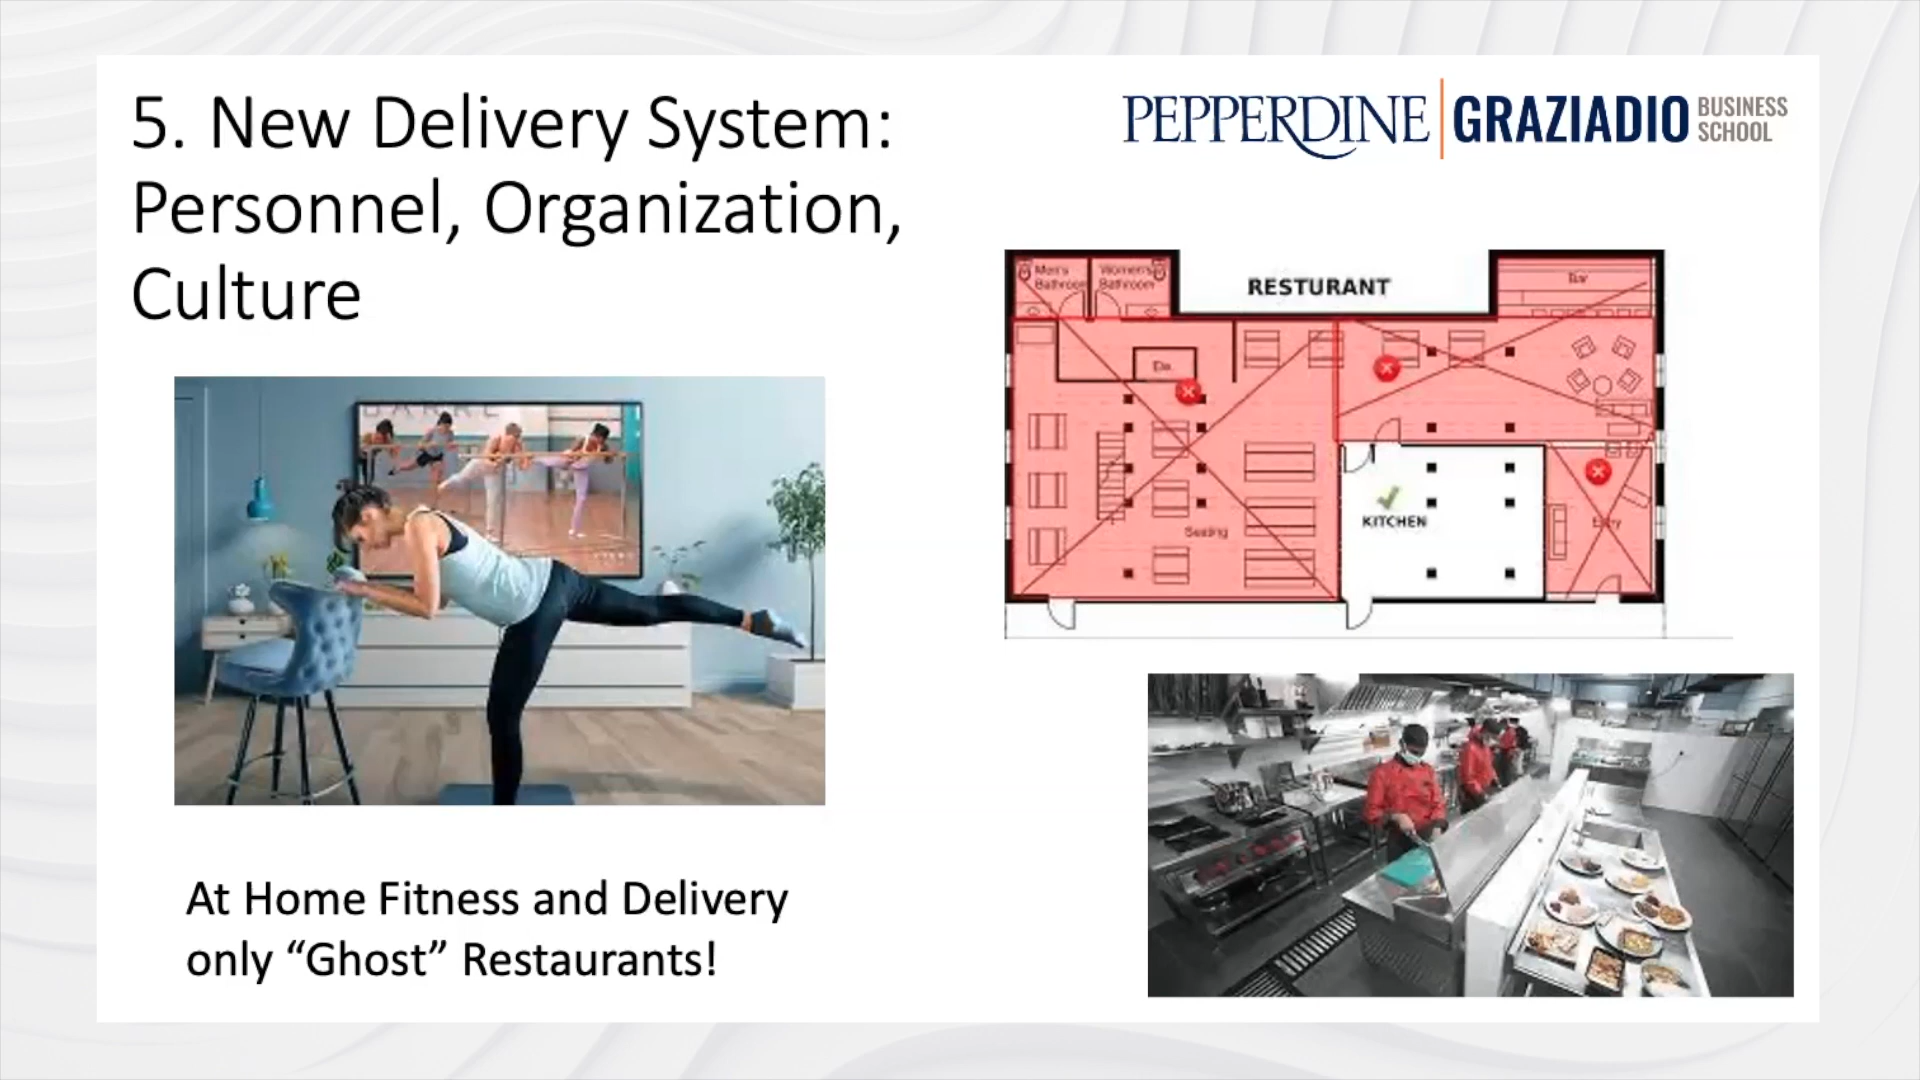 5. New Delivery System:
Personnel, Organization,
Culture
PEPPERDINE GRAZIADIO BUSINESS
SCHOOL
BARRE
At Home Fitness and Delivery
only “Ghost” Restaurants!
Men's
Bathroom
Women's
Bathroom
RESTURANT
Bar
Seating
KITCHEN
Entry